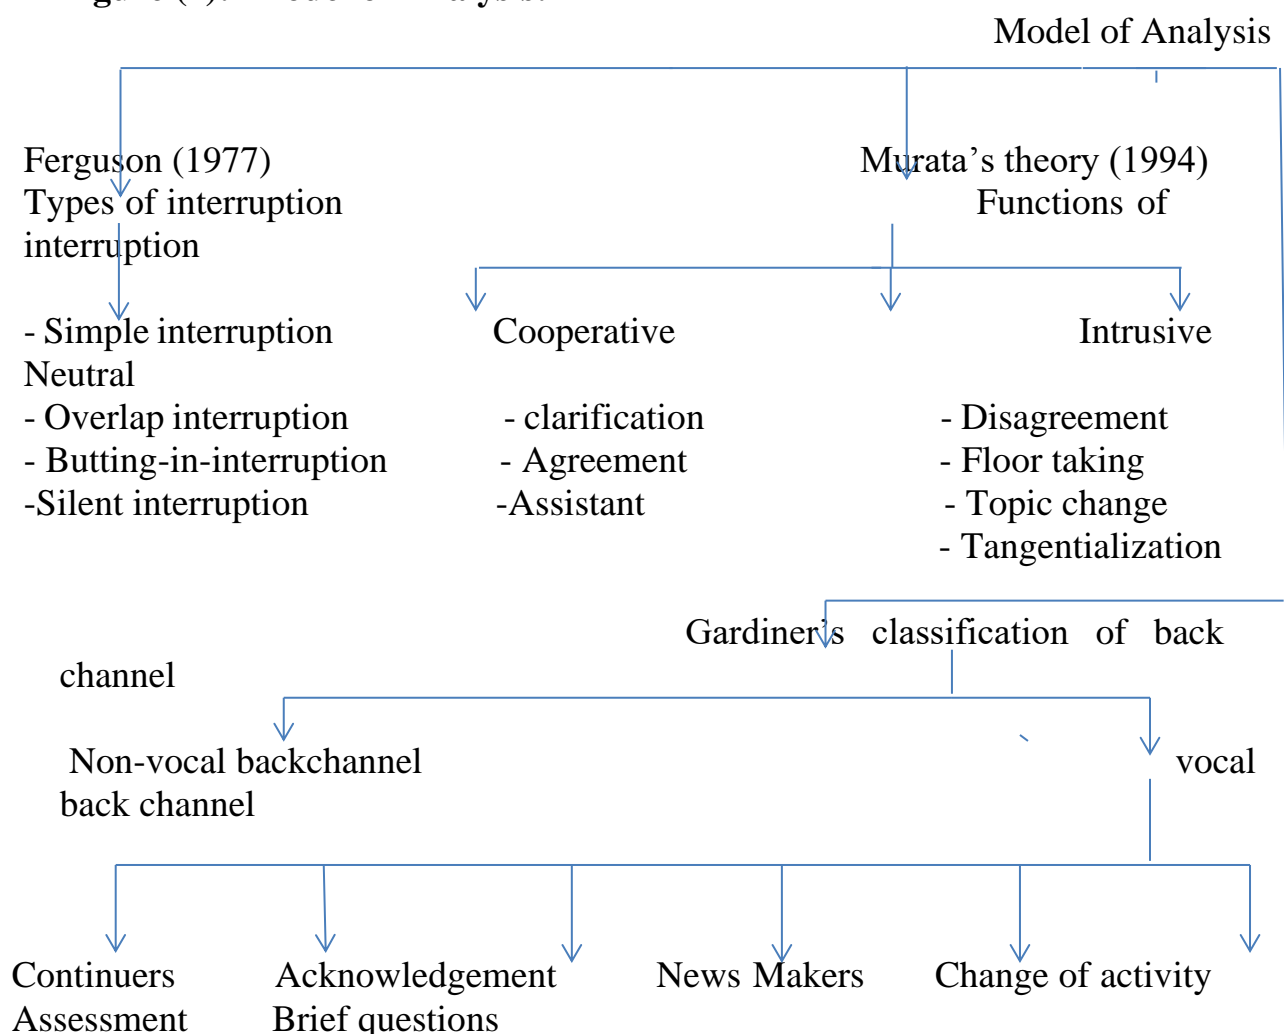 Model of Analysis
Ferguson (1977) Murata's theory (1994)
Types of interruption Functions of
interruption
- Simple interruption Cooperative Intrusive
Neutral
- Overlap interruption - clarification - Disagreement
- Butting-in-interruption - Agreement - Floor taking
-Silent interruption -Assistant - Topic change
- Tangentialization
Gardiner's classification of back
channel
Non-vocal backchannel vocal
back channel
Continuers Acknowledgement News Makers Change of activity
Assessment Brief questions